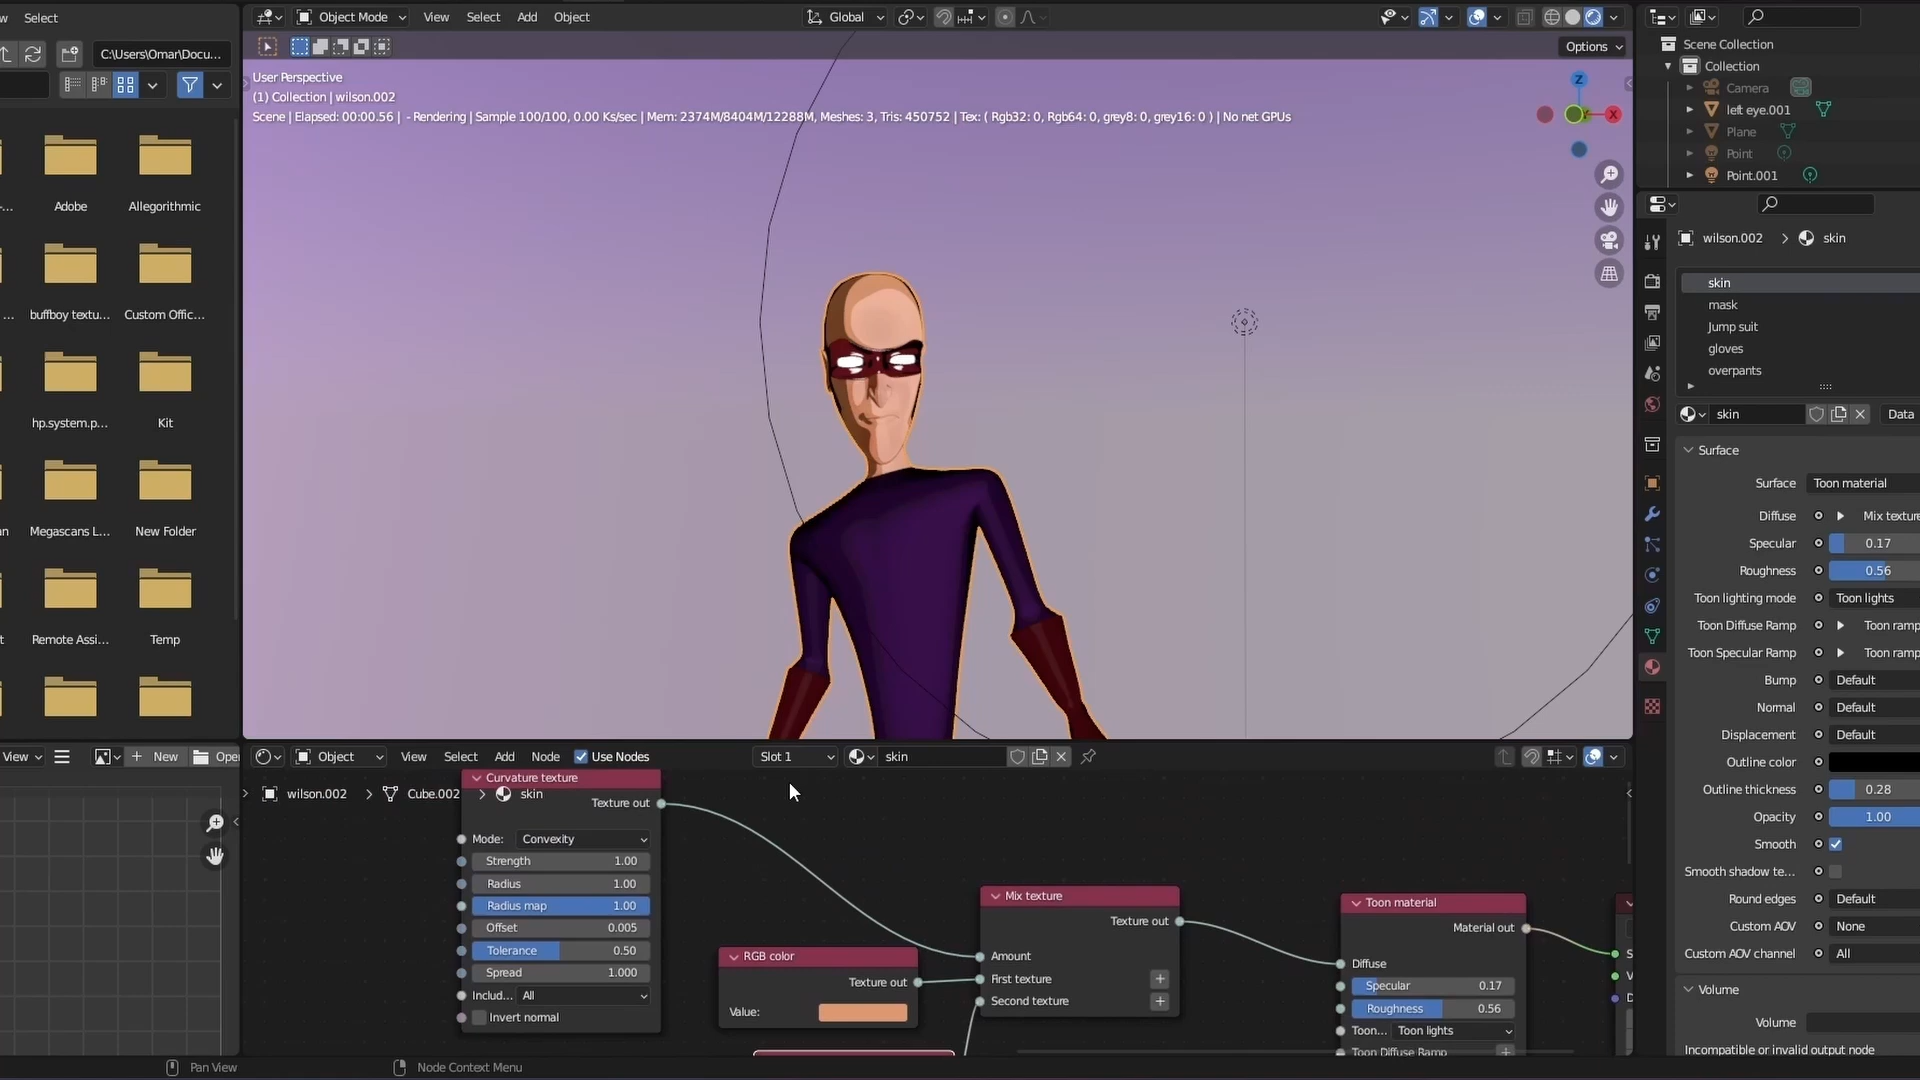 w Select
C:\Users\Omar\Docu...
Adobe
Allegorithmic
buffboy textu...
Custom Offic...
hp.system.p...
Kit
Megascans L...
New Folder
Remote Assi...
Temp
View
New
Open
Object Mode View Select Add Object
Global
Options
User Perspective
(1) Collection | wilson.002
Scene | Elapsed: 00:00.56 | - Rendering | Sample 100/100, 0.00 Ks/sec | Mem: 2374M/8404M/12288M, Meshes: 3, Tris: 450752 | Tex: ( Rgb32: 0, Rgb64: 0, grey8: 0, grey16: 0 ) | No net GPUs
Z
X
Object View Select Add Node Use Nodes Slot 1 skin
wilson.002 Cube.002 skin
Curvature texture
Texture out
Mode: Convexity
Strength 1.00
Radius 1.00
Radius map 1.00
Offset 0.005
Tolerance 0.50
Spread 1.000
Includ... All
Invert normal
RGB color
Texture out
Value:
Mix texture
Texture out
Amount
First texture
Second texture
Toon material
Material out
Diffuse
Specular 0.17
Roughness 0.56
Toon... Toon lights
Toon Diffuse Ramp
S
V
D
Scene Collection
Collection
Camera
left eye.001
Plane
Point
Point.001
wilson.002 skin
skin
mask
Jump suit
gloves
overpants
skin Data
Surface
Surface Toon material
Diffuse Mix texture
Specular 0.17
Roughness 0.56
Toon lighting mode Toon lights
Toon Diffuse Ramp Toon ramp
Toon Specular Ramp Toon ramp
Bump Default
Normal Default
Displacement Default
Outline color
Outline thickness 0.28
Opacity 1.00
Smooth
Smooth shadow te...
Round edges Default
Custom AOV None
Custom AOV channel All
Volume
Volume
Incompatible or invalid output node
Pan View
Node Context Menu